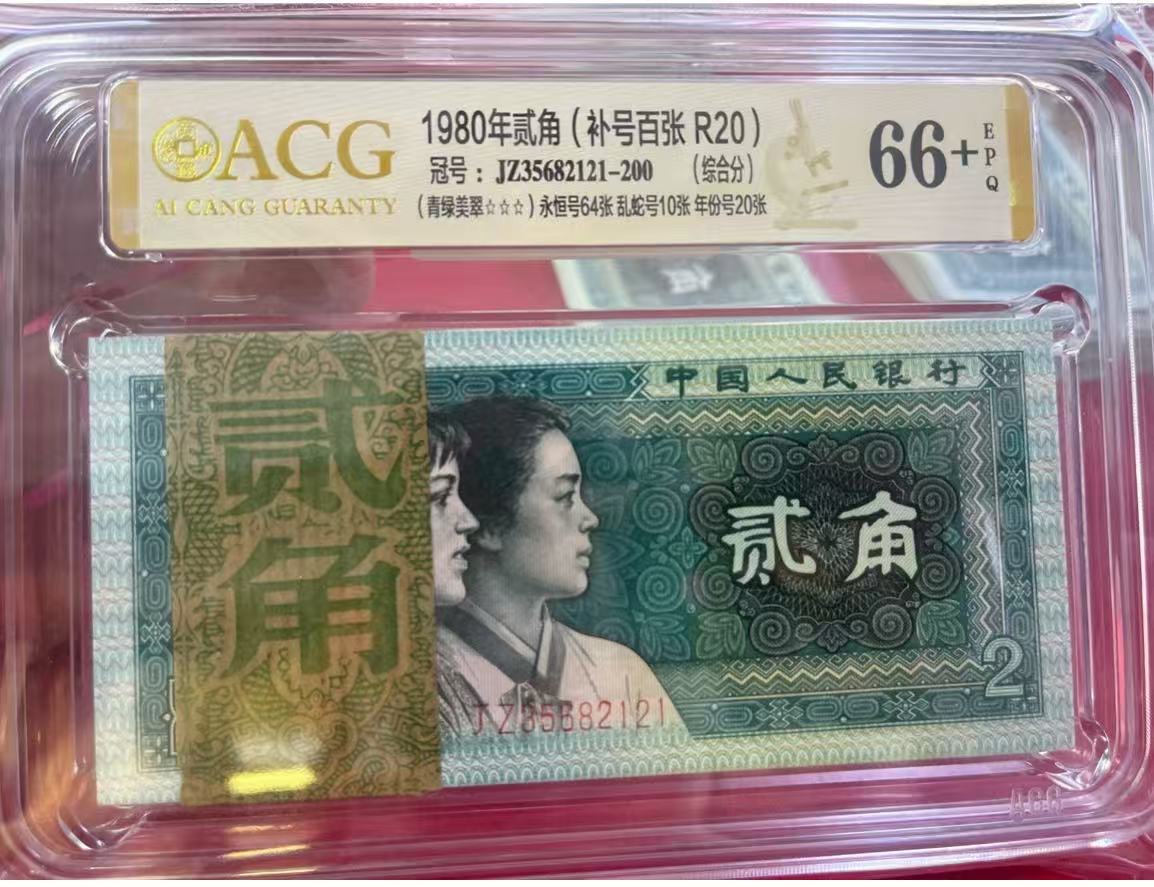 ACG
AI CANG GUARANTY
1980年贰角（补号百张 R20）
冠号：JZ35682121-200 （综合分）
（青绿美翠☆☆☆）永恒号64张 乱蛇号10张 年份号20张
66+
EPQ
中国人民银行
贰角
贰角
2
JZ35682121
ACG